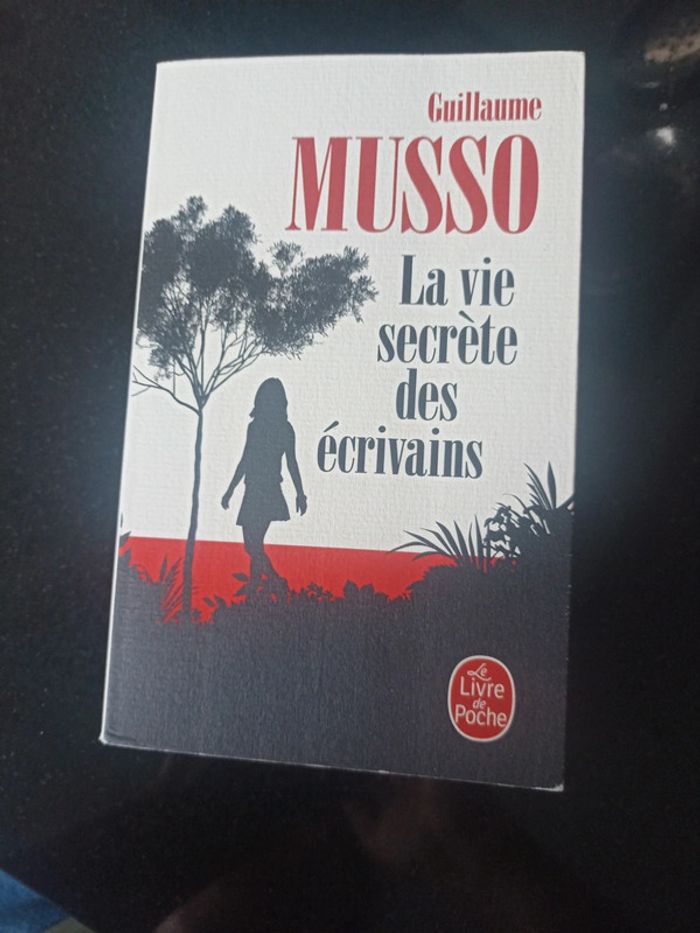 Guillaume
MUSSO
La vie
secrète
des
écrivains
Le
Livre
de
Poche